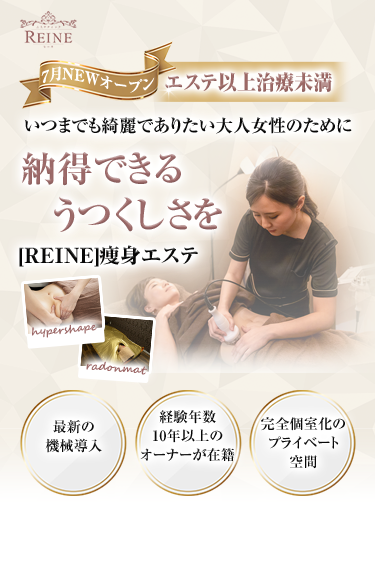 REINE
7月NEWオープン
エステ以上治療未満
いつまでも綺麗でありたい大人女性のために
納得できる
うつくしさを
[REINE]痩身エステ
hypershape
radonmat
最新の
機械導入
経験年数
10年以上の
オーナーが在籍
完全個室化の
プライベート
空間